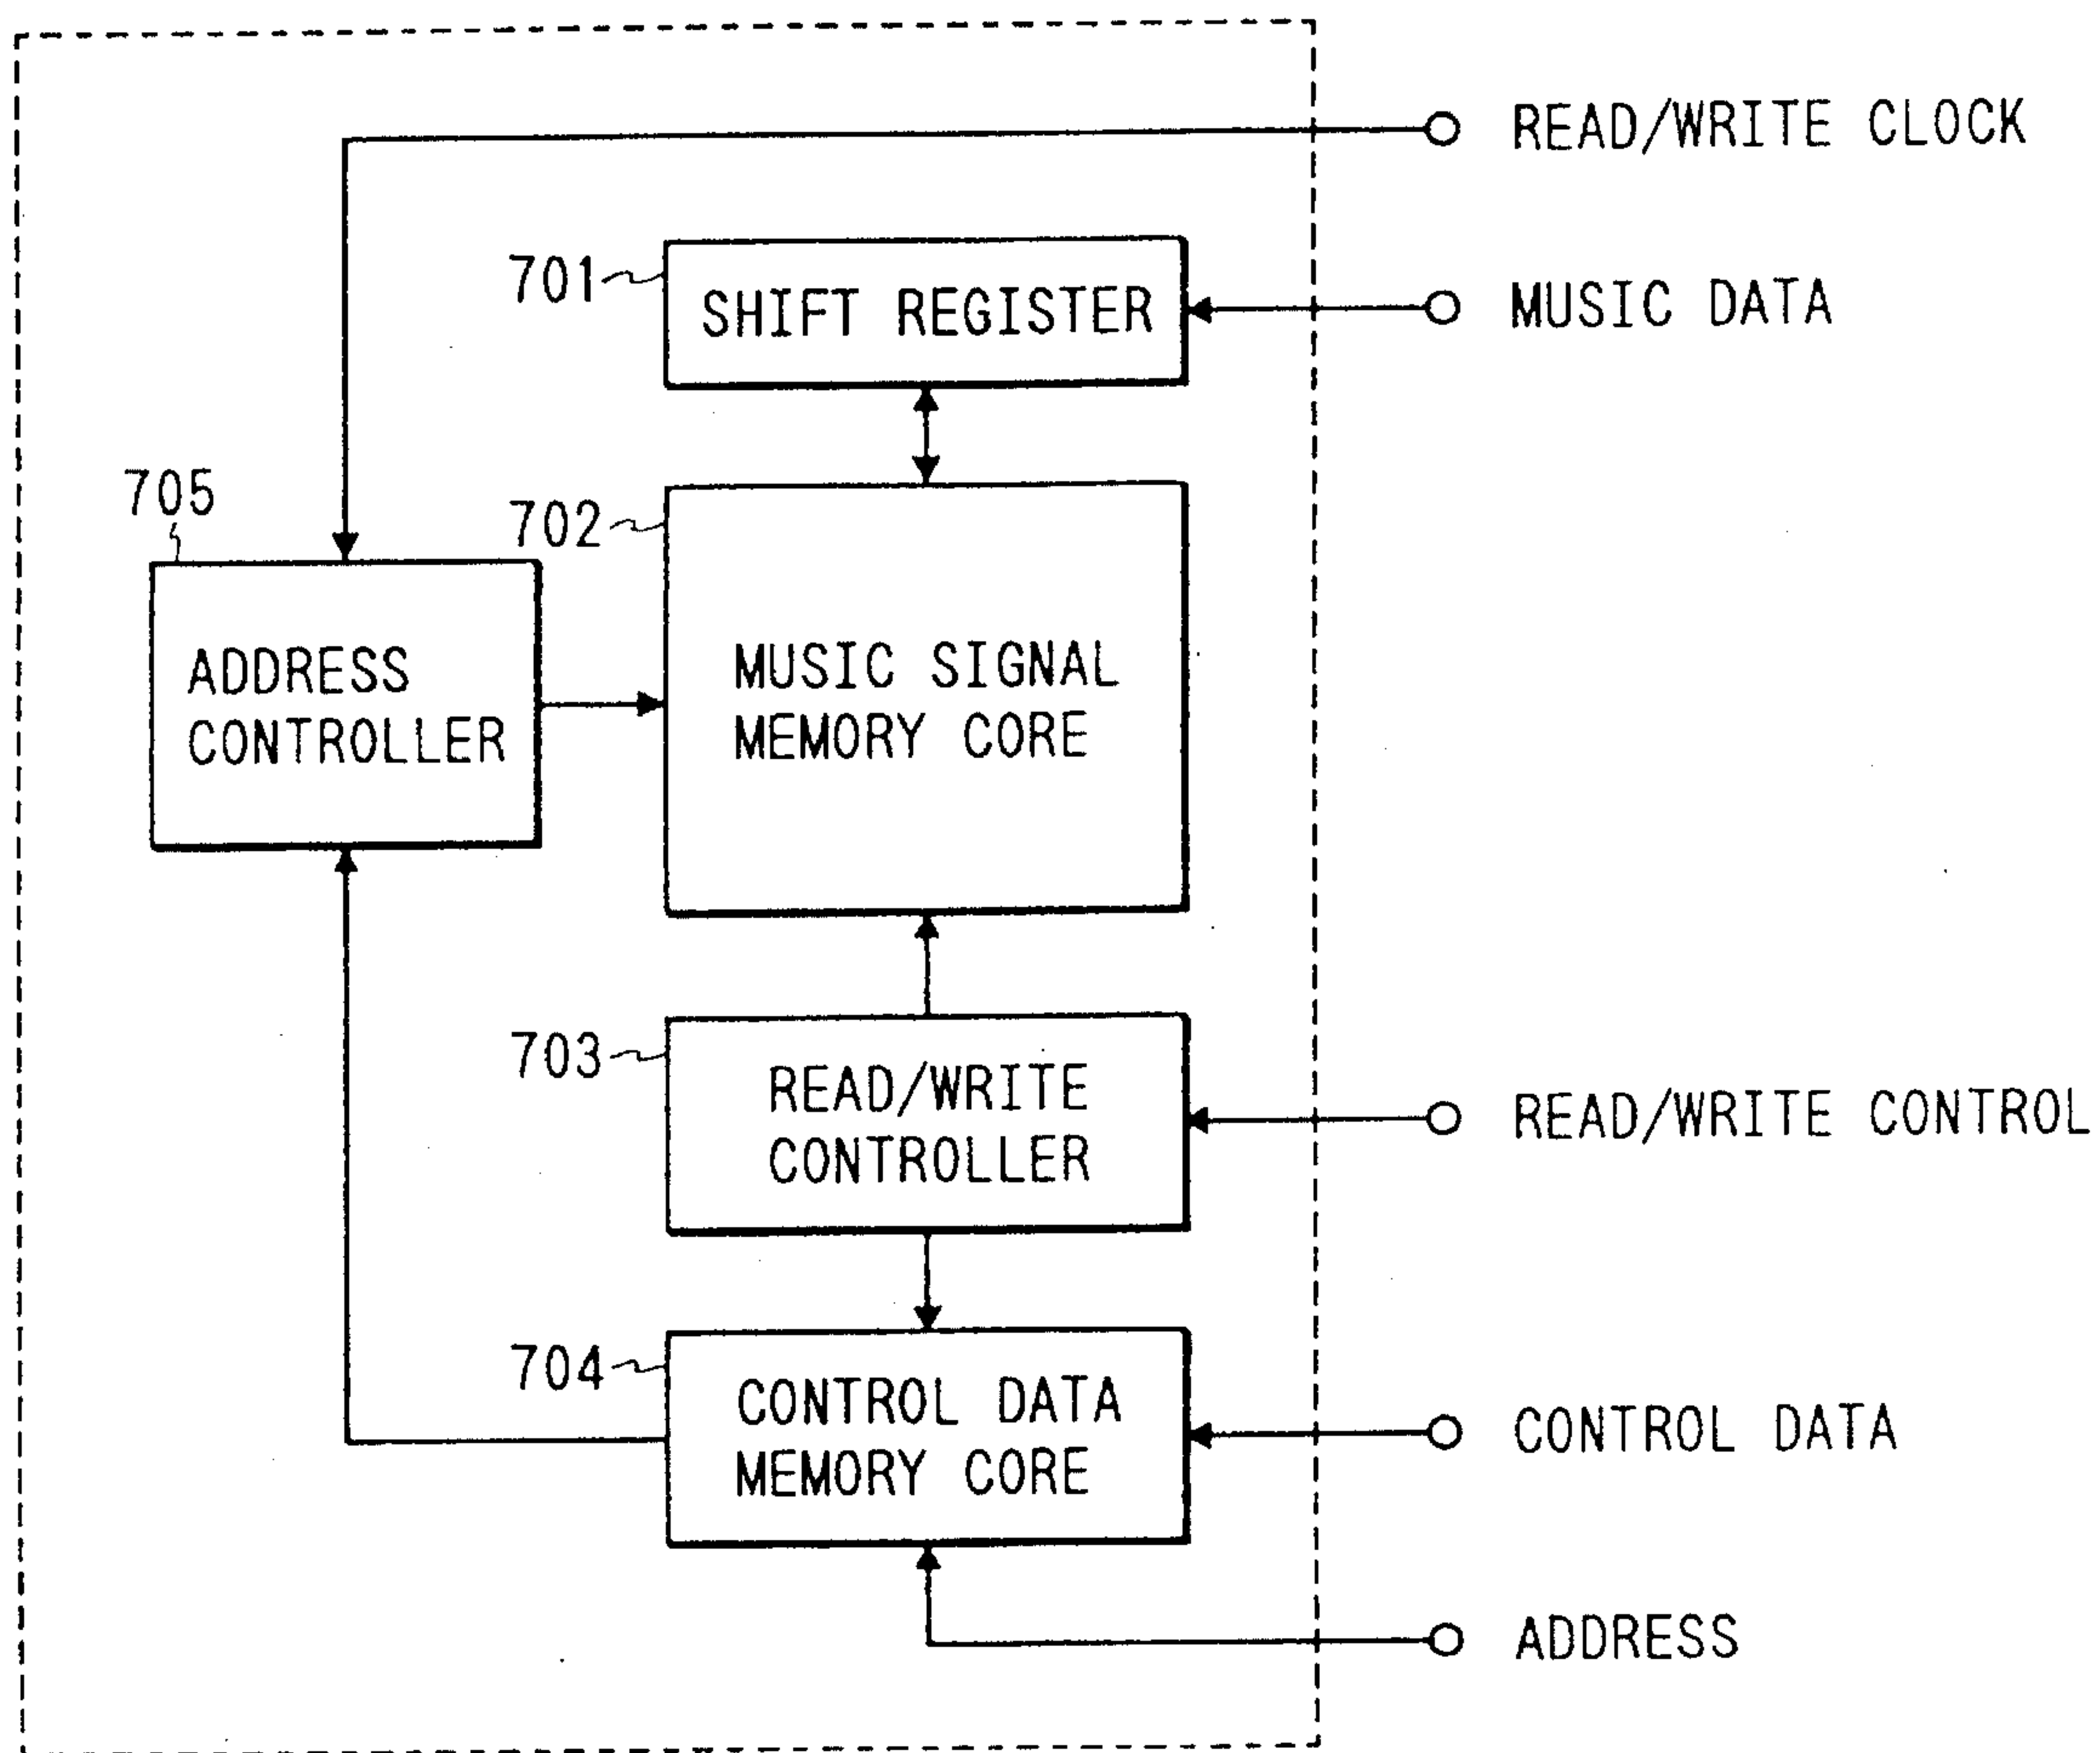 READ/WRITE CLOCK
701
SHIFT REGISTER
MUSIC DATA
705
702
ADDRESS
CONTROLLER
MUSIC SIGNAL
MEMORY CORE
703
READ/WRITE
CONTROLLER
READ/WRITE CONTROL
704
CONTROL DATA
MEMORY CORE
CONTROL DATA
ADDRESS